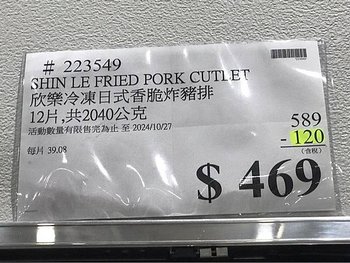 # 223549
SHIN LE FRIED PORK CUTLET
欣樂冷凍日式香脆炸豬排
12片,共2040公克
活動數量有限售完為止 至 2024/10/27
589
-120
(含稅)
每片 39.08
$ 469